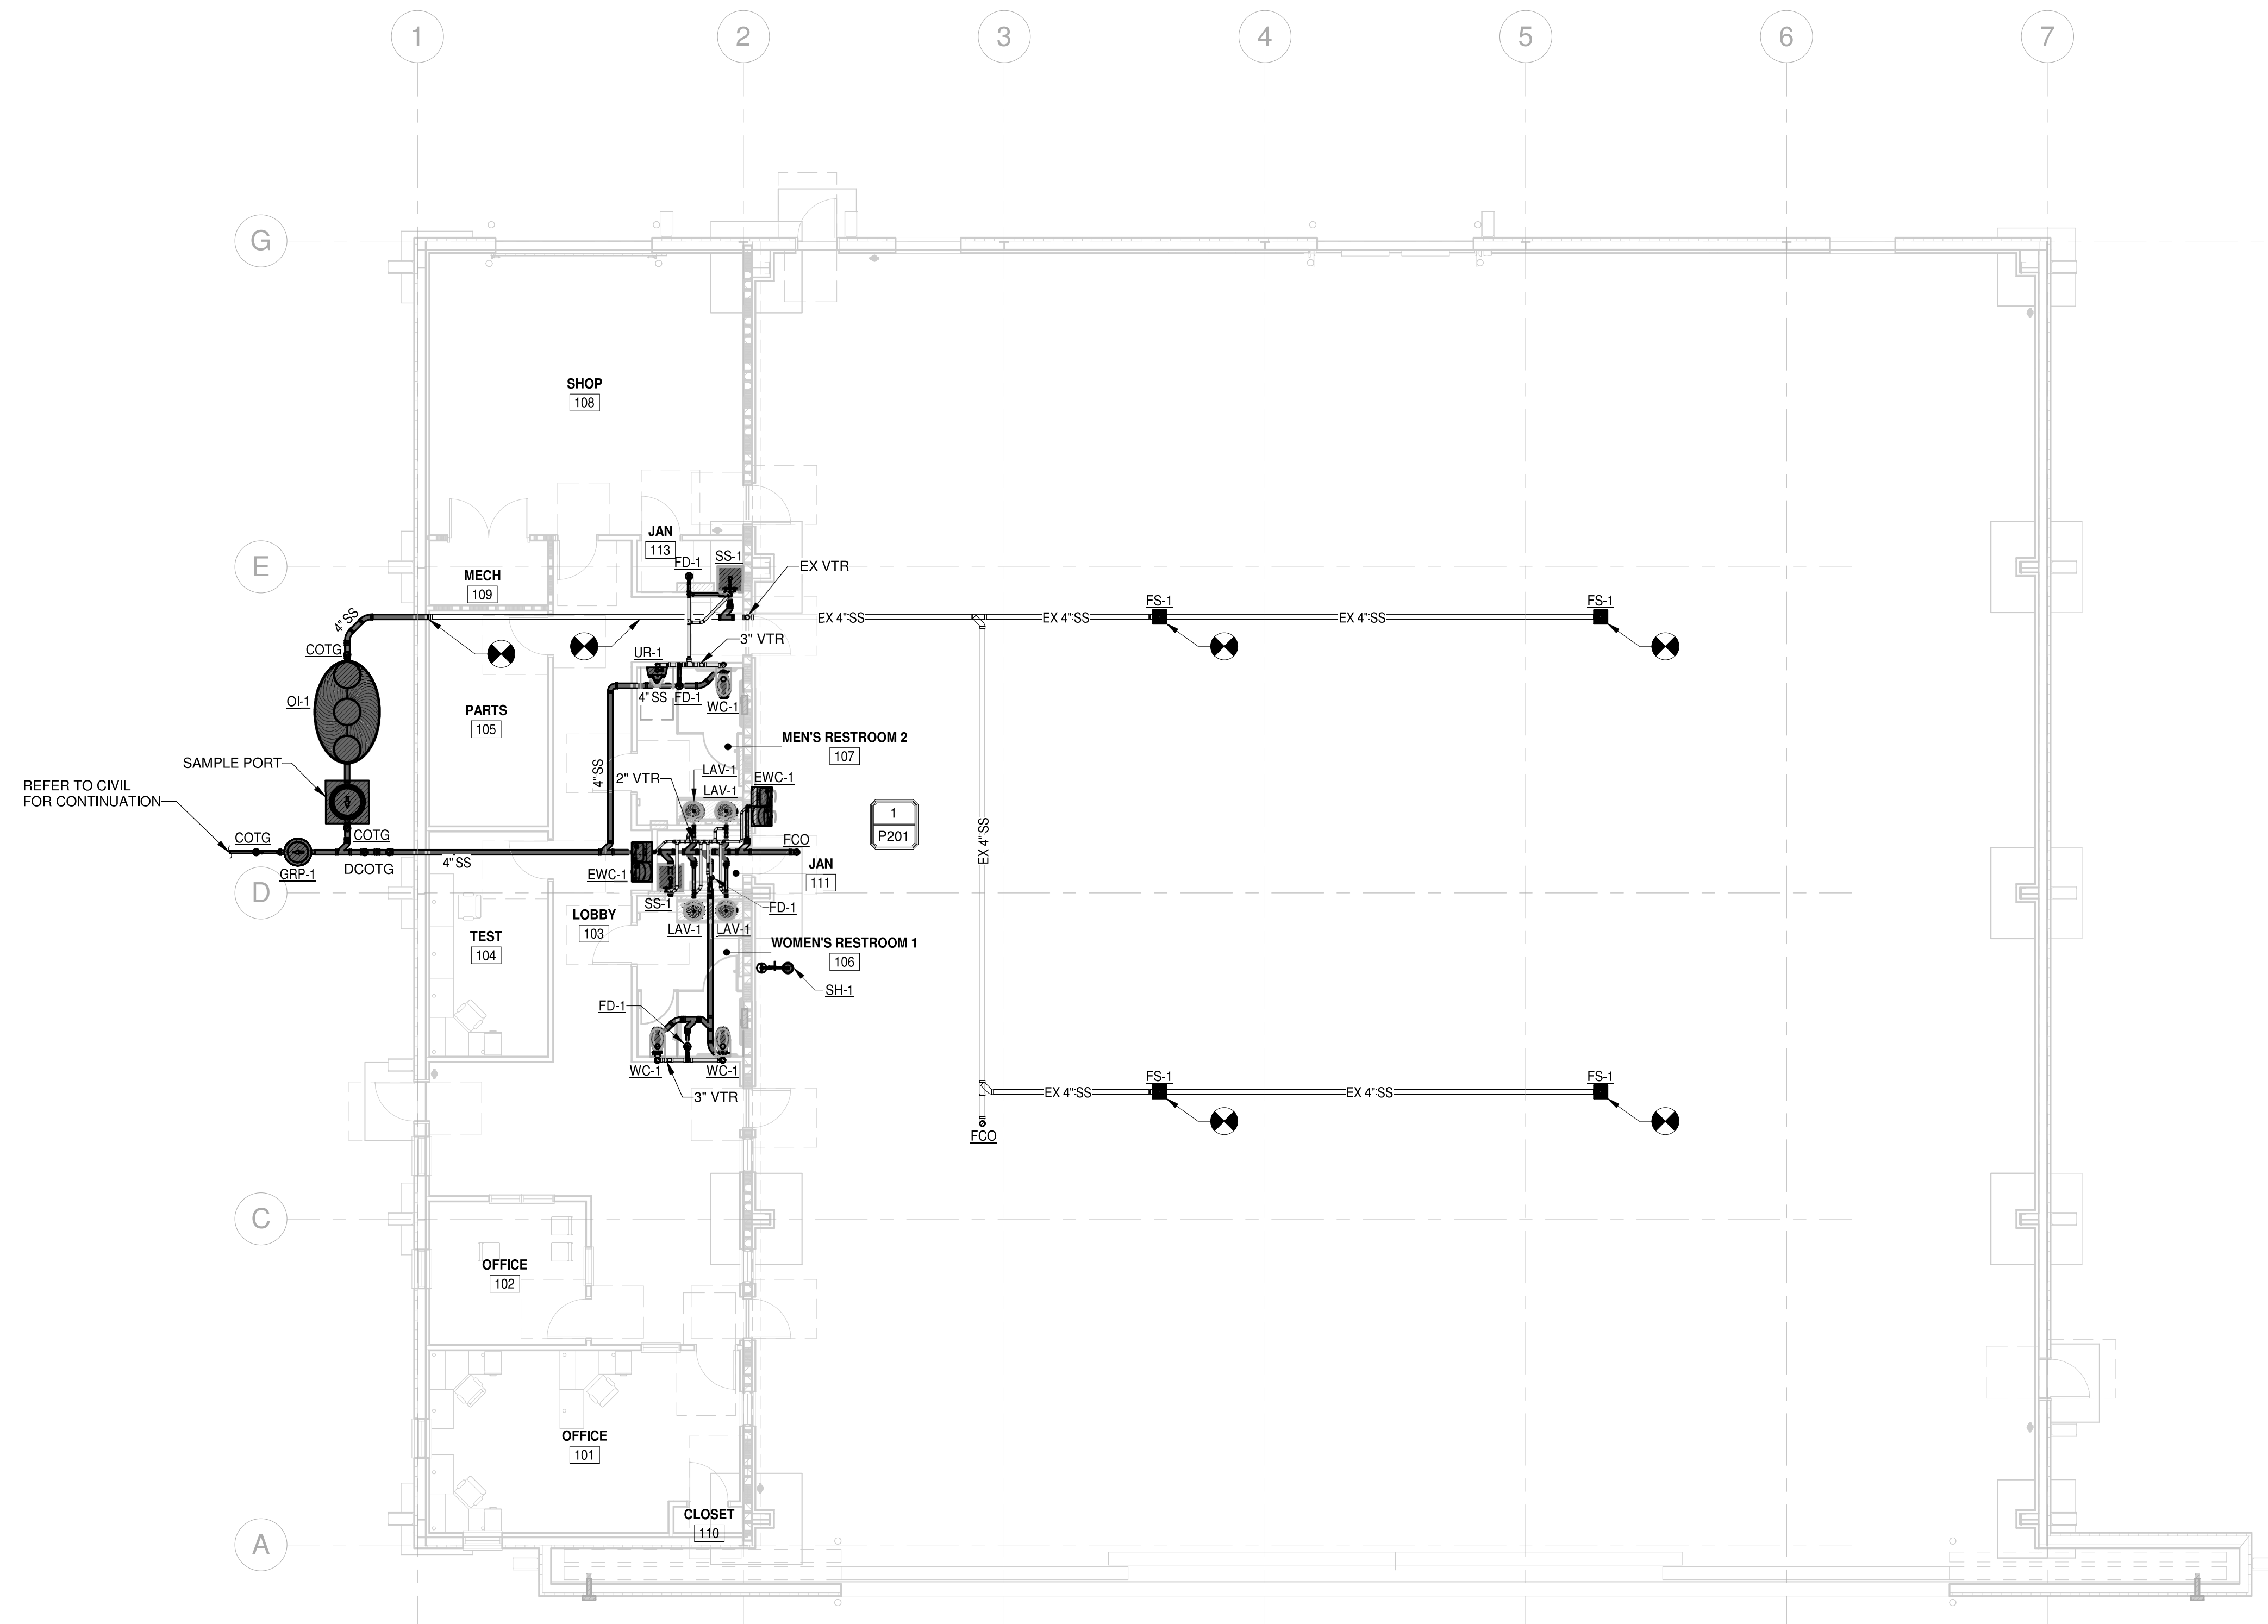 1
2
3
4
5
6
7
G
SHOP
108
JAN
113
SS-1
FD-1
E
EX VTR
MECH
109
4" SS
EX 4" SS
EX 4" SS
FS-1
EX 4" SS
FS-1
3" VTR
COTG
UR-1
4" SS
FD-1
WC-1
OI-1
PARTS
105
MEN'S RESTROOM 2
107
SAMPLE PORT
4" SS
2" VTR
LAV-1
LAV-1
EWC-1
REFER TO CIVIL
FOR CONTINUATION
1
P201
COTG
COTG
FCO
EX 4" SS
4" SS
DCOTG
GRP-1
EWC-1
JAN
111
D
SS-1
FD-1
LOBBY
103
LAV-1
LAV-1
TEST
104
WOMEN'S RESTROOM 1
106
SH-1
FD-1
WC-1
WC-1
3" VTR
EX 4" SS
FS-1
EX 4" SS
FS-1
FCO
C
OFFICE
102
OFFICE
101
CLOSET
110
A